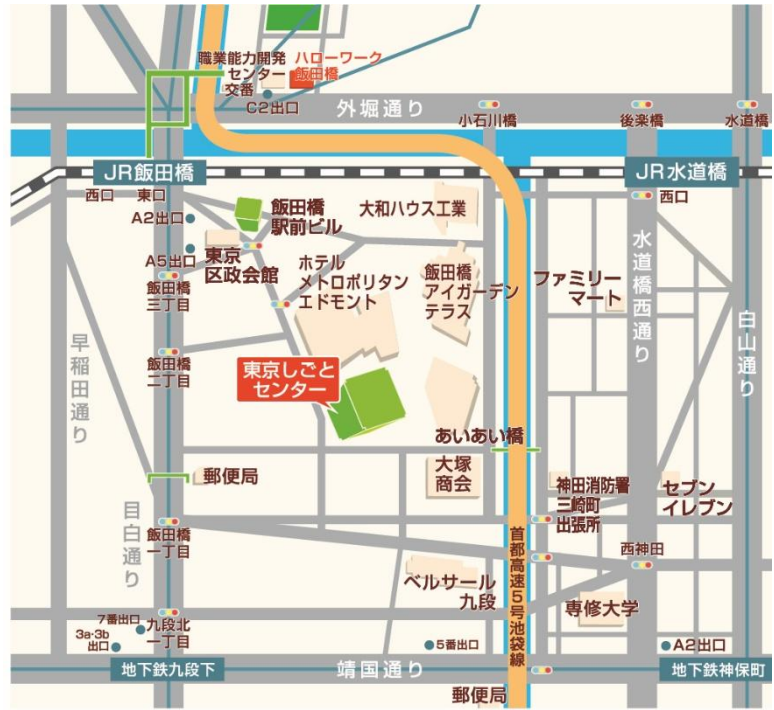 職業能力開発
センター
交番
ハローワーク
飯田橋
C2出口
外堀通り
小石川橋
後楽橋
水道橋
JR飯田橋
JR水道橋
西口
東口
西口
A2出口
飯田橋
駅前ビル
大和ハウス工業
A5出口
東京
区政会館
ホテル
メトロポリタン
エドモント
飯田橋
アイガーデン
テラス
ファミリー
マート
水道橋西通り
白山通り
飯田橋
三丁目
早稲田通り
飯田橋
二丁目
東京しごと
センター
あいあい橋
郵便局
大塚
商会
神田消防署
三崎町
出張所
セブン
イレブン
目白通り
飯田橋
一丁目
首都高速5号池袋線
西神田
ベルサール
九段
専修大学
7番出口
九段北
一丁目
3a・3b
出口
5番出口
A2出口
地下鉄九段下
靖国通り
地下鉄神保町
郵便局